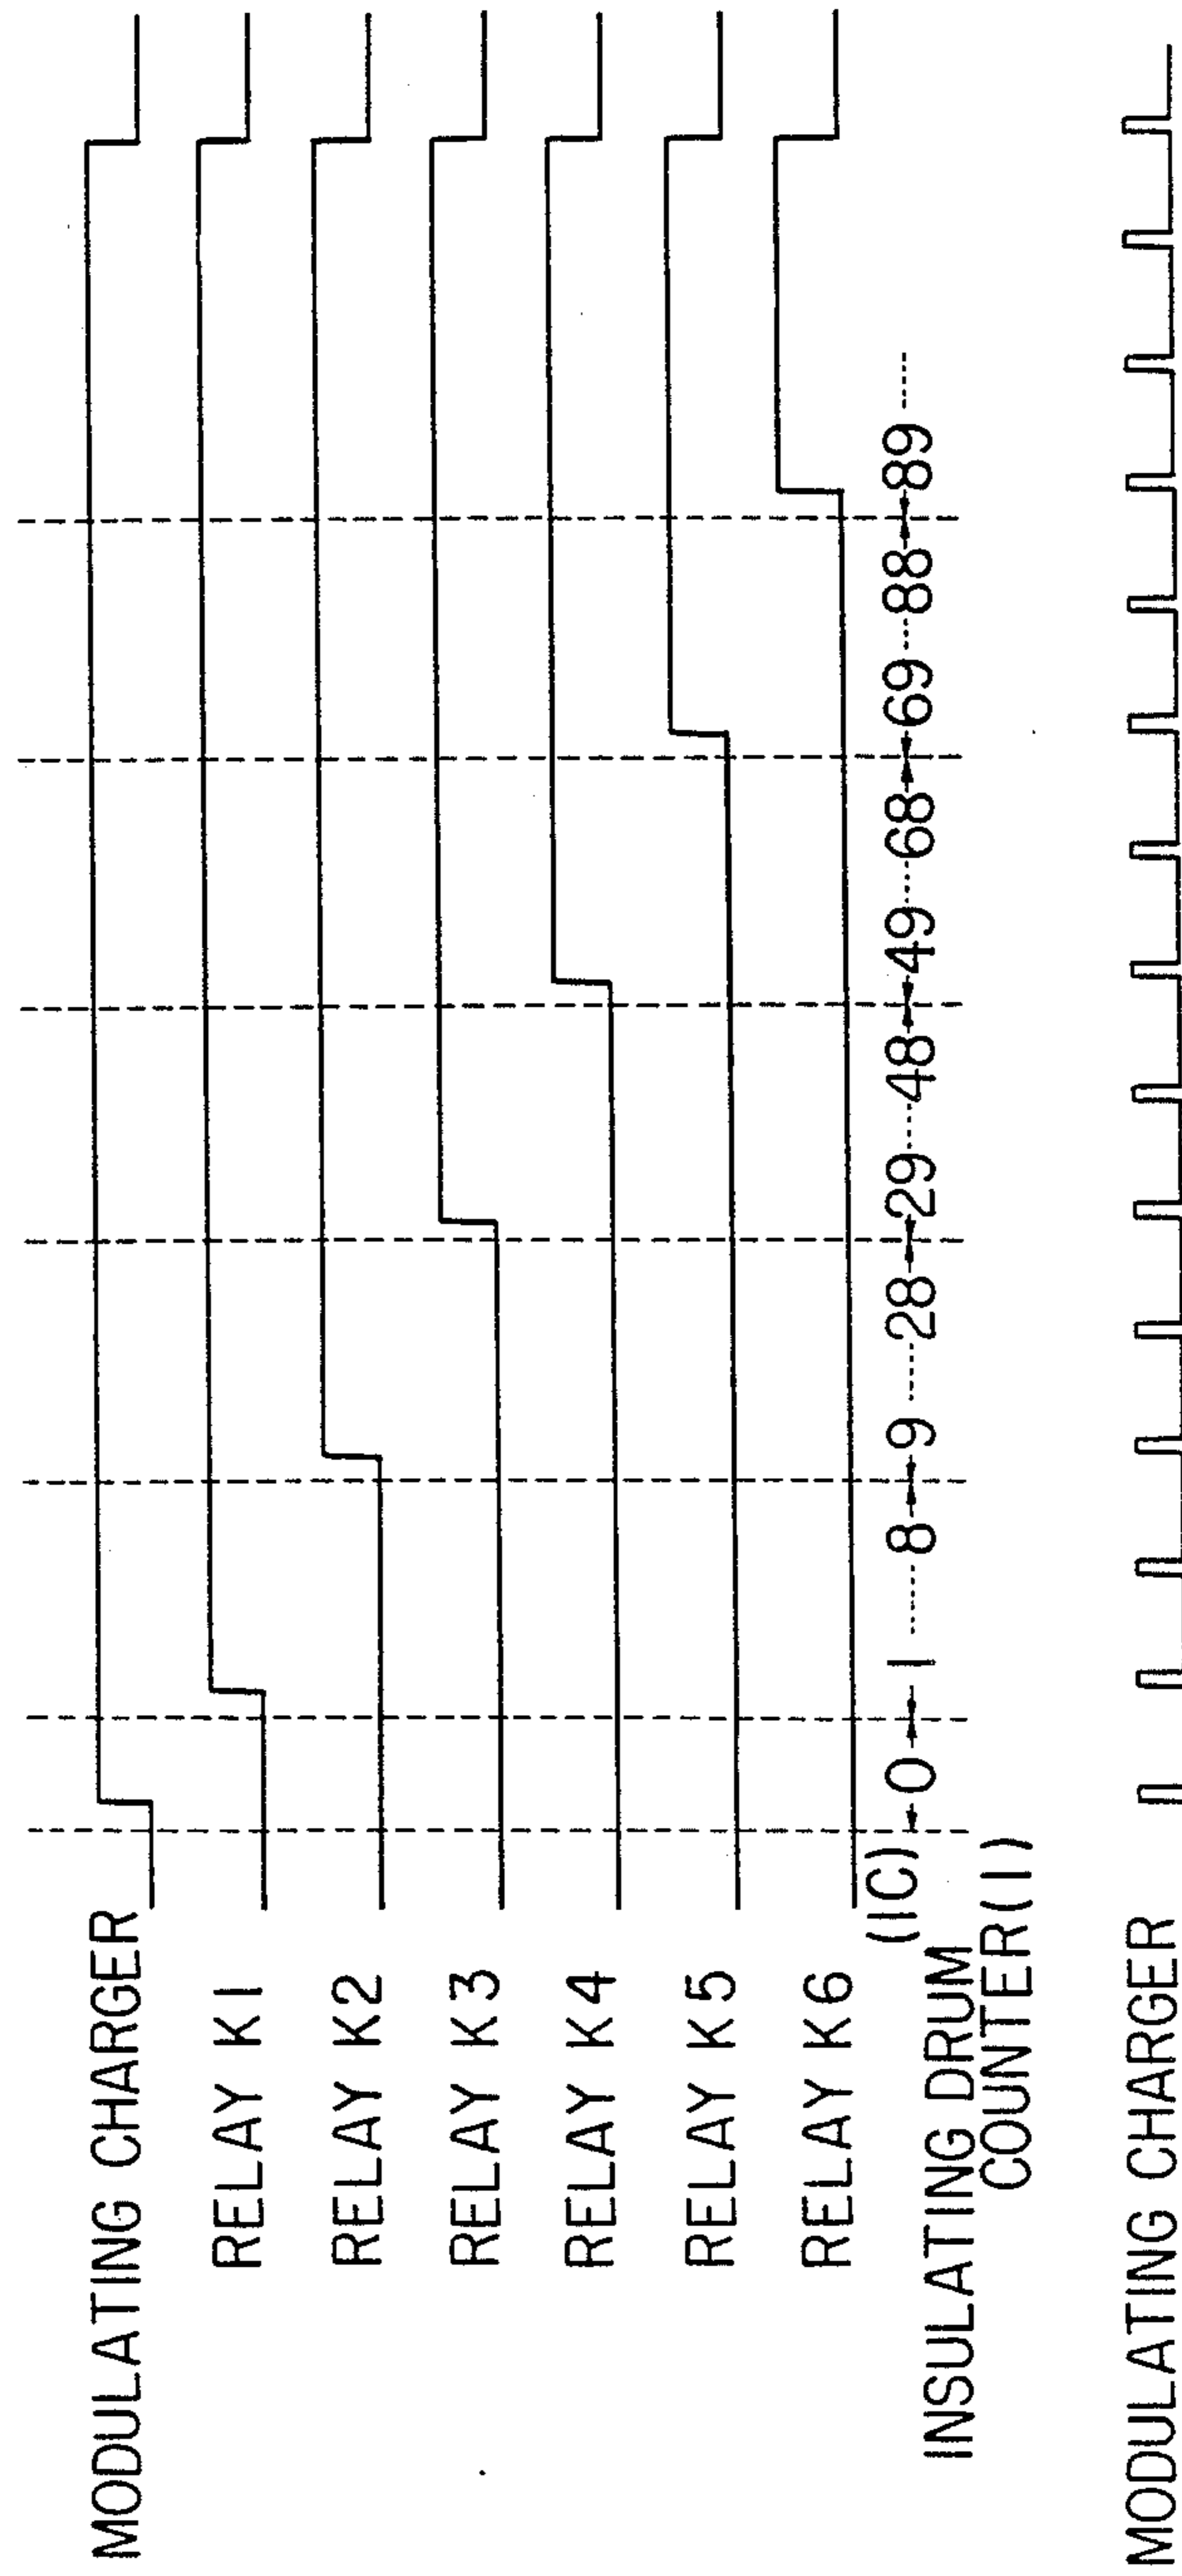 MODULATING CHARGER
RELAY K1
RELAY K2
RELAY K3
RELAY K4
RELAY K5
RELAY K6
(IC) 0 1 8 9 28 29 48 49 68 69 88 89
INSULATING DRUM
COUNTER(I)
MODULATING CHARGER